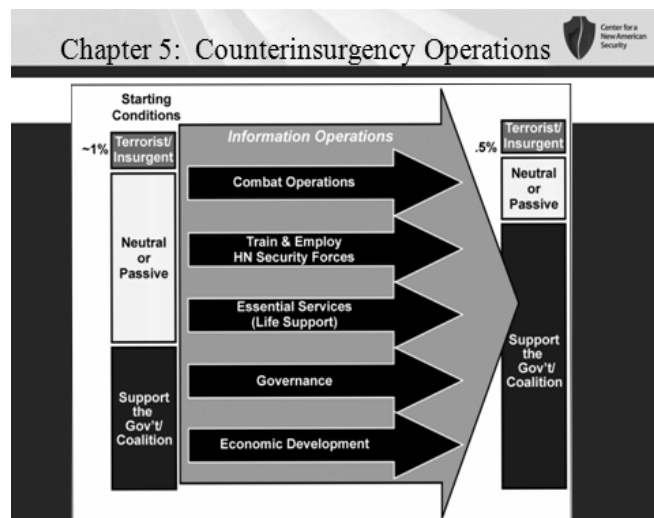 Chapter 5: Counterinsurgency Operations
Center for a
New American
Security
Starting
Conditions
~1%
Terrorist/
Insurgent
Neutral
or
Passive
Support
the
Gov't/
Coalition
Information Operations
Combat Operations
Train & Employ
HN Security Forces
Essential Services
(Life Support)
Governance
Economic Development
.5%
Terrorist/
Insurgent
Neutral
or
Passive
Support
the
Gov't/
Coalition